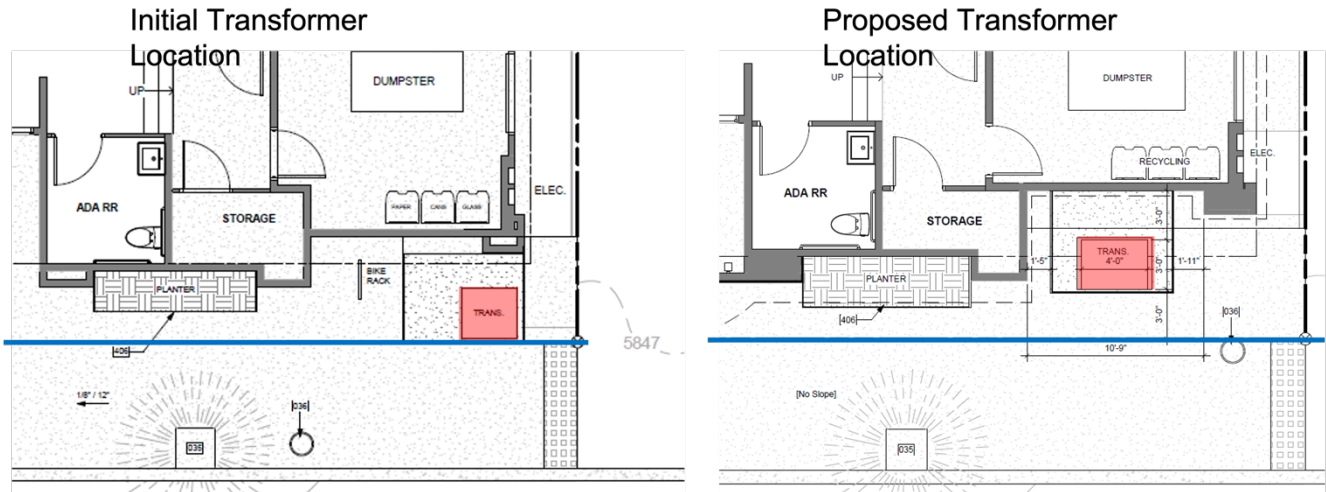 Initial Transformer
Location
UP
DUMPSTER
ADA RR
STORAGE
PAPER
CANS
GLASS
ELEC.
BIKE
RACK
PLANTER
TRANS.
[406]
5847
1/8" / 12"
[036]
[035]
Proposed Transformer
Location
UP
DUMPSTER
RECYCLING
ELEC.
ADA RR
STORAGE
3'-0"
TRANS.
1'-5"
4'-0"
3'-0"
1'-11"
PLANTER
[406]
3'-0"
[036]
10'-9"
[No Slope]
[035]